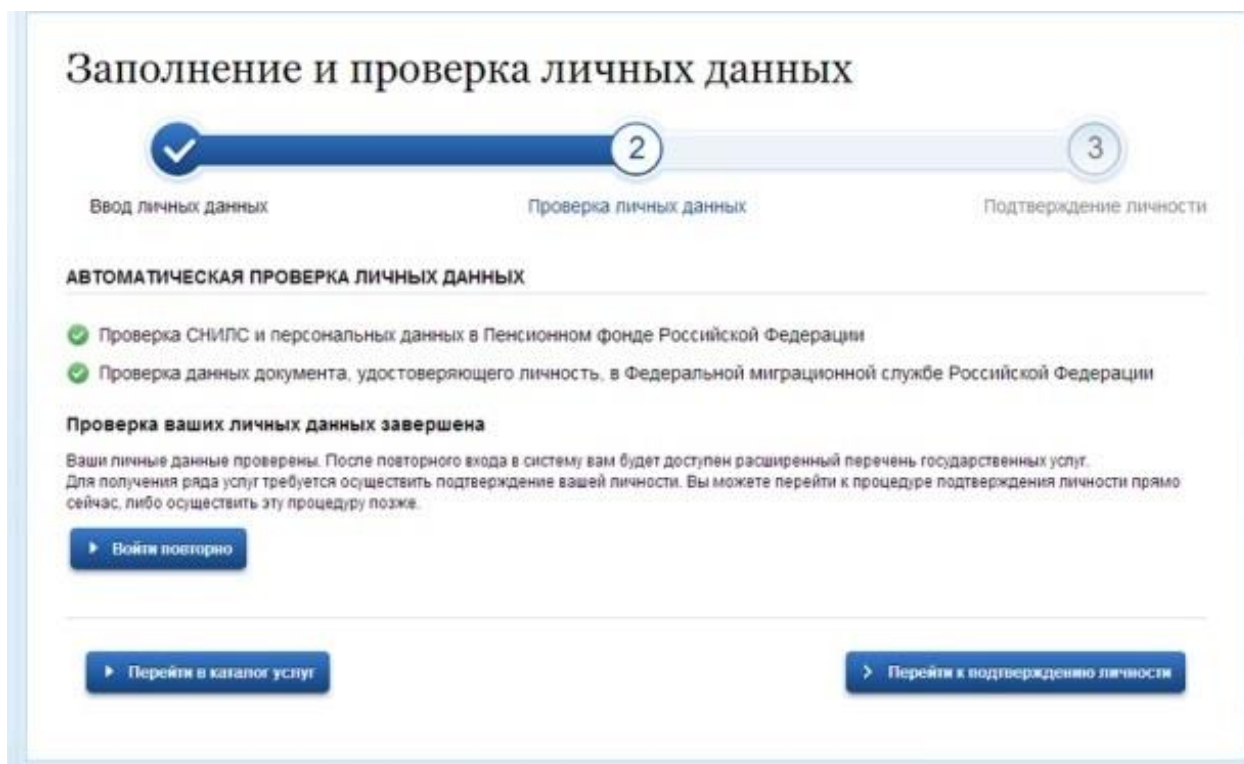 Заполнение и проверка личных данных
2
3
Ввод личных данных
Проверка личных данных
Подтверждение личности
АВТОМАТИЧЕСКАЯ ПРОВЕРКА ЛИЧНЫХ ДАННЫХ
Проверка СНИЛС и персональных данных в Пенсионном фонде Российской Федерации
Проверка данных документа, удостоверяющего личность, в Федеральной миграционной службе Российской Федерации
Проверка ваших личных данных завершена
Ваши личные данные проверены. После повторного входа в систему вам будет доступен расширенный перечень государственных услуг.
Для получения ряда услуг требуется осуществить подтверждение вашей личности. Вы можете перейти к процедуре подтверждения личности прямо
сейчас, либо осуществить эту процедуру позже.
Войти повторно
Перейти в каталог услуг
Перейти к подтверждению личности